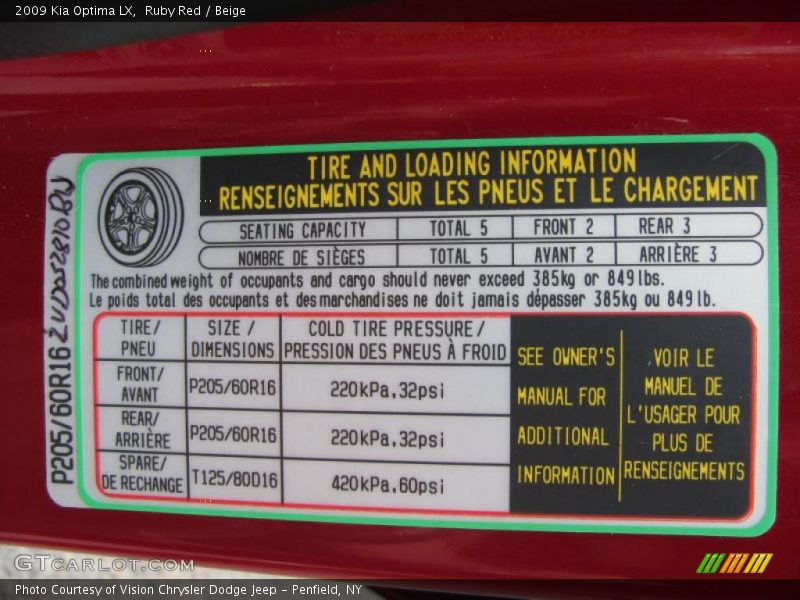 2009 Kia Optima LX, Ruby Red / Beige
TIRE AND LOADING INFORMATION
RENSEIGNEMENTS SUR LES PNEUS ET LE CHARGEMENT
SEATING CAPACITY TOTAL 5 FRONT 2 REAR 3
NOMBRE DE SIÈGES TOTAL 5 AVANT 2 ARRIÈRE 3
The combined weight of occupants and cargo should never exceed 385kg or 849 lbs.
Le poids total des occupants et des marchandises ne doit jamais dépasser 385kg ou 849 lb.
TIRE/
PNEU
SIZE /
DIMENSIONS
COLD TIRE PRESSURE/
PRESSION DES PNEUS À FROID
FRONT/
AVANT
P205/60R16
220kPa.32psi
REAR/
ARRIÈRE
P205/60R16
220kPa.32psi
SPARE/
DE RECHANGE
T125/80D16
420kPa.60psi
SEE OWNER'S
MANUAL FOR
ADDITIONAL
INFORMATION
VOIR LE
MANUEL DE
L'USAGER POUR
PLUS DE
RENSEIGNEMENTS
P205/60R16
GTCARLOT.COM
Photo Courtesy of Vision Chrysler Dodge Jeep - Penfield, NY